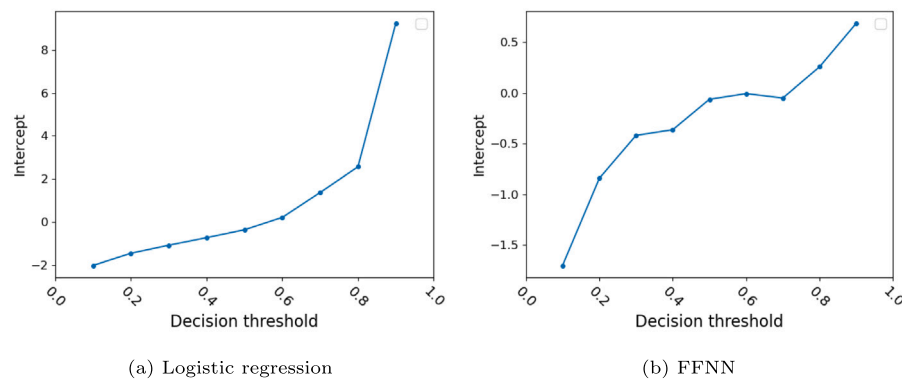 8
6
4
2
0
−2
Intercept
0.0 0.2 0.4 0.6 0.8 1.0
Decision threshold
(a) Logistic regression
0.5
0.0
−0.5
−1.0
−1.5
Intercept
0.0 0.2 0.4 0.6 0.8 1.0
Decision threshold
(b) FFNN